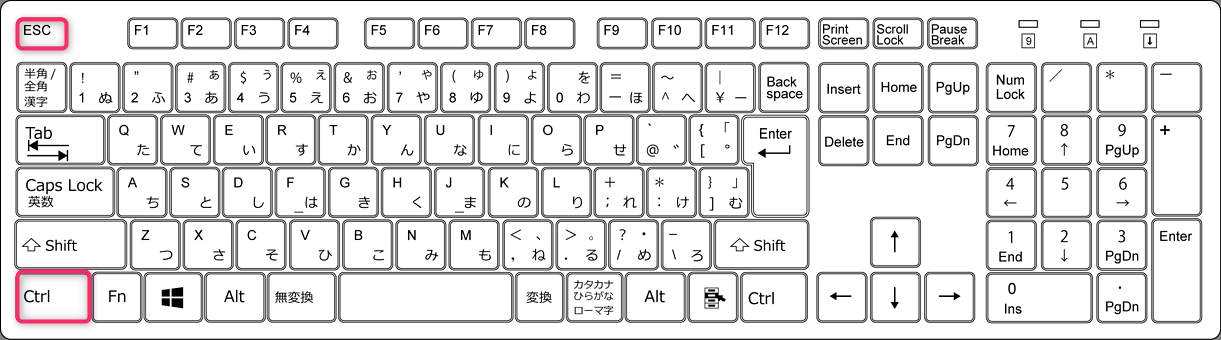 ESC F1 F2 F3 F4 F5 F6 F7 F8 F9 F10 F11 F12 Print Screen Scroll Lock Pause Break 9 A ↓
半角/全角 漢字 ! 1 ぬ " 2 ふ # ぁ 3 あ $ ぅ 4 う % ぇ 5 え & ぉ 6 お ' ゃ 7 や ( ゅ 8 ゆ ) ょ 9 よ を 0 わ = − ほ ~ ^ へ | ¥ ー Back space Insert Home PgUp Num Lock / * −
Tab Q た W て E い R す T か Y ん U な I に O ら P せ ` @ ゛ { 「 [ ゜ Enter Delete End PgDn 7 Home 8 ↑ 9 PgUp +
Caps Lock 英数 A ち S と D し F _ は G き H く J _ ま K の L り + ; れ * : け } 」 ] む 4 ← 5 6 →
Shift Z つ X さ C そ V ひ B こ N み M も < 、 , ね > 。 . る ? ・ / め _ \ ろ Shift ↑ 1 End 2 ↓ 3 PgDn Enter
Ctrl Fn Alt 無変換 変換 カタカナ ひらがな ローマ字 Alt Ctrl ← ↓ → 0 Ins . PgDn